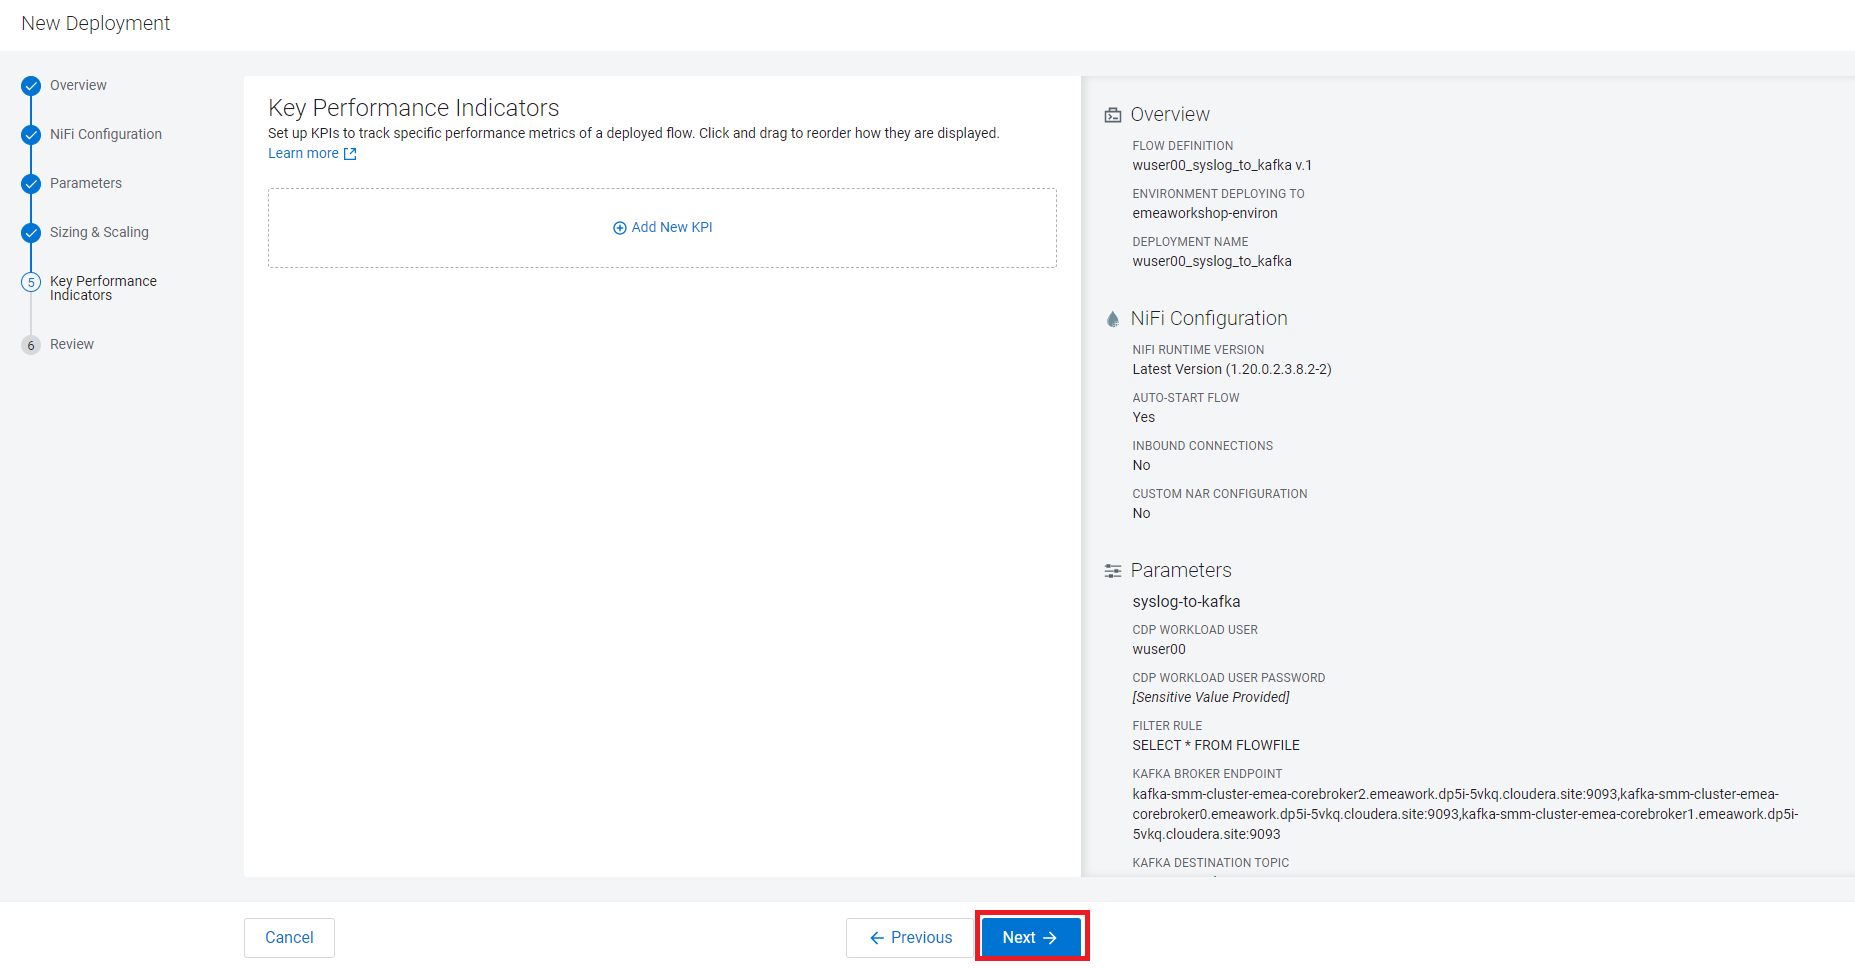 New Deployment
Overview
NiFi Configuration
Parameters
Sizing & Scaling
5
Key Performance
Indicators
6
Review
Key Performance Indicators
Set up KPIs to track specific performance metrics of a deployed flow. Click and drag to reorder how they are displayed.
Learn more
Add New KPI
Overview
FLOW DEFINITION
wuser00_syslog_to_kafka v.1
ENVIRONMENT DEPLOYING TO
emeaworkshop-environ
DEPLOYMENT NAME
wuser00_syslog_to_kafka
NiFi Configuration
NIFI RUNTIME VERSION
Latest Version (1.20.0.2.3.8.2-2)
AUTO-START FLOW
Yes
INBOUND CONNECTIONS
No
CUSTOM NAR CONFIGURATION
No
Parameters
syslog-to-kafka
CDP WORKLOAD USER
wuser00
CDP WORKLOAD USER PASSWORD
[Sensitive Value Provided]
FILTER RULE
SELECT * FROM FLOWFILE
KAFKA BROKER ENDPOINT
kafka-smm-cluster-emea-corebroker2.emeawork.dp5i-5vkq.cloudera.site:9093,kafka-smm-cluster-emea-
corebroker0.emeawork.dp5i-5vkq.cloudera.site:9093,kafka-smm-cluster-emea-corebroker1.emeawork.dp5i-
5vkq.cloudera.site:9093
KAFKA DESTINATION TOPIC
Cancel
Previous
Next